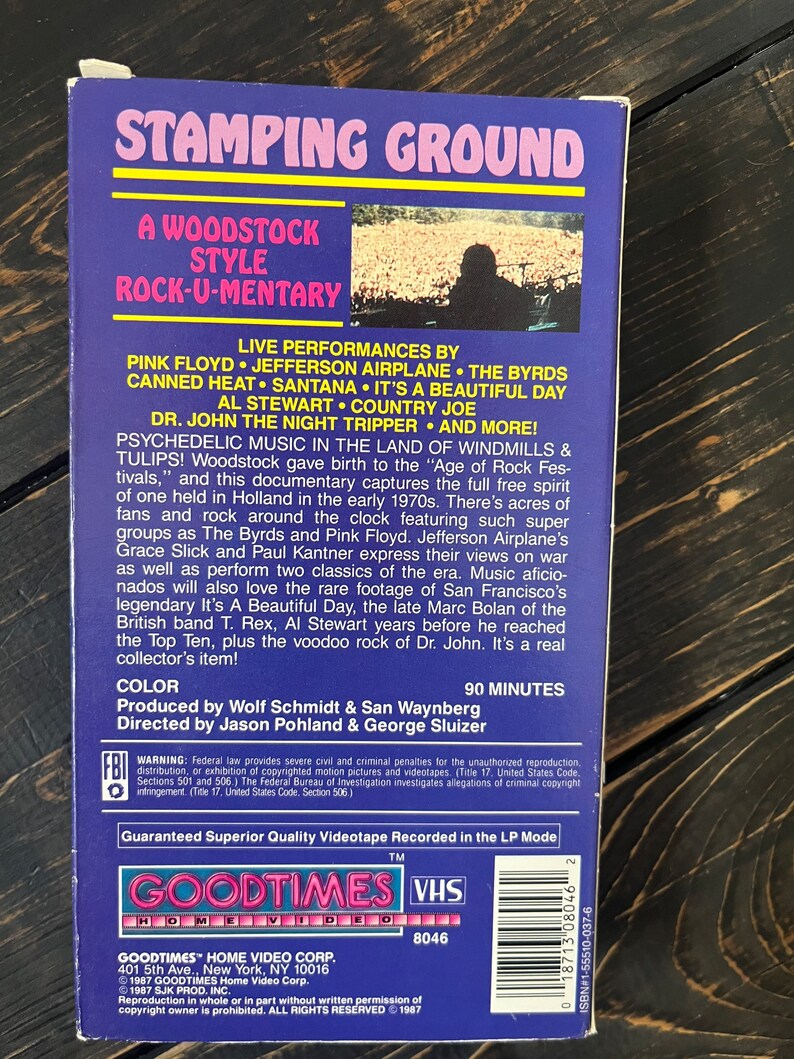 STAMPING GROUND
A WOODSTOCK
STYLE
ROCK-U-MENTARY
LIVE PERFORMANCES BY
PINK FLOYD • JEFFERSON AIRPLANE • THE BYRDS
CANNED HEAT • SANTANA • IT'S A BEAUTIFUL DAY
AL STEWART • COUNTRY JOE
DR. JOHN THE NIGHT TRIPPER • AND MORE!
PSYCHEDELIC MUSIC IN THE LAND OF WINDMILLS &
TULIPS! Woodstock gave birth to the "Age of Rock Fes-
tivals," and this documentary captures the full free spirit
of one held in Holland in the early 1970s. There's acres of
fans and rock around the clock featuring such super
groups as The Byrds and Pink Floyd. Jefferson Airplane's
Grace Slick and Paul Kantner express their views on war
as well as perform two classics of the era. Music aficio-
nados will also love the rare footage of San Francisco's
legendary It's A Beautiful Day, the late Marc Bolan of the
British band T. Rex, Al Stewart years before he reached
the Top Ten, plus the voodoo rock of Dr. John. It's a real
collector's item!
COLOR 90 MINUTES
Produced by Wolf Schmidt & San Waynberg
Directed by Jason Pohland & George Sluizer
FBI
WARNING: Federal law provides severe civil and criminal penalties for the unauthorized reproduction,
distribution, or exhibition of copyrighted motion pictures and videotapes. (Title 17, United States Code,
Sections 501 and 506.) The Federal Bureau of Investigation investigates allegations of criminal copyright
infringement. (Title 17, United States Code, Section 506.)
Guaranteed Superior Quality Videotape Recorded in the LP Mode
GOODTIMES TM
HOME VIDEO
VHS
8046
GOODTIMES™ HOME VIDEO CORP.
401 5th Ave., New York, NY 10016
© 1987 GOODTIMES Home Video Corp.
© 1987 SJK PROD. INC.
Reproduction in whole or in part without written permission of
copyright owner is prohibited. ALL RIGHTS RESERVED © 1987
0 18713 08046 2
ISBN#1-55510-037-6